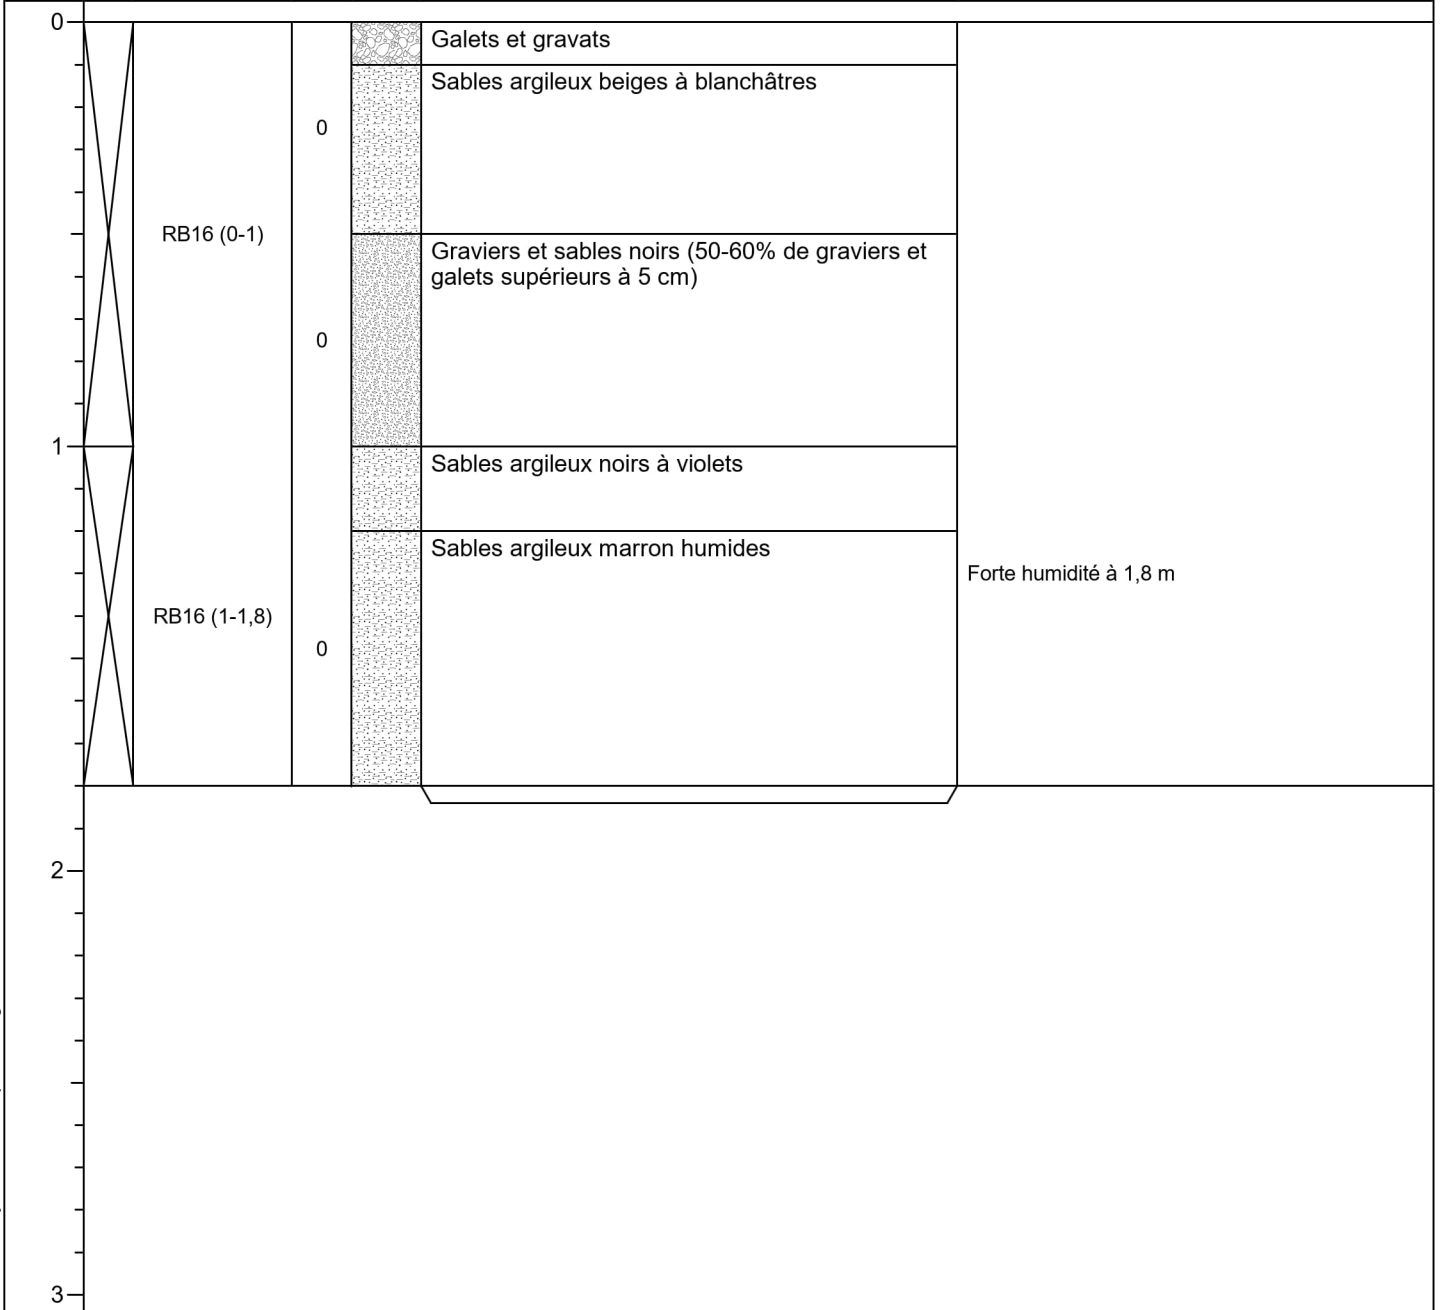 0
Galets et gravats
Sables argileux beiges à blanchâtres
0
RB16 (0-1)
Graviers et sables noirs (50-60% de graviers et
galets supérieurs à 5 cm)
0
1
Sables argileux noirs à violets
Sables argileux marron humides
Forte humidité à 1,8 m
RB16 (1-1,8)
0
2
3